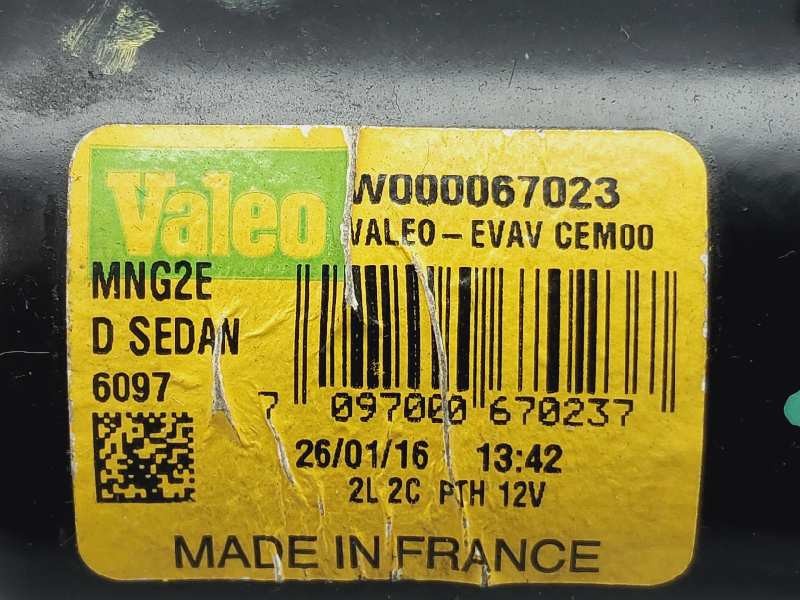 Valeo
W000067023
VALEO-EVAV CEM00
MNG2E
D SEDAN
6097
7 097000 670237
26/01/16 13:42
2L 2C PTH 12V
MADE IN FRANCE